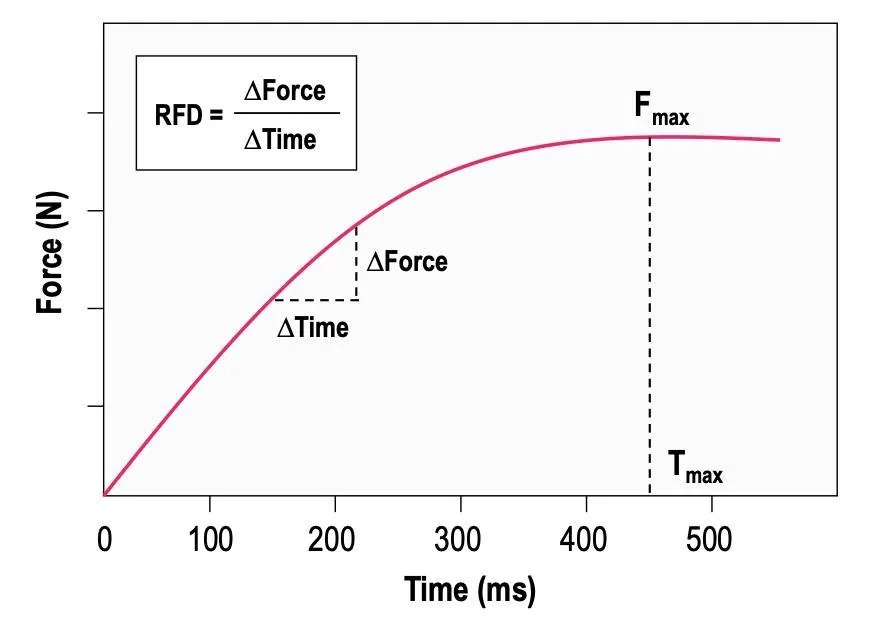 RFD = ΔForce
ΔTime
Fmax
Force (N)
ΔForce
ΔTime
Tmax
0 100 200 300 400 500
Time (ms)